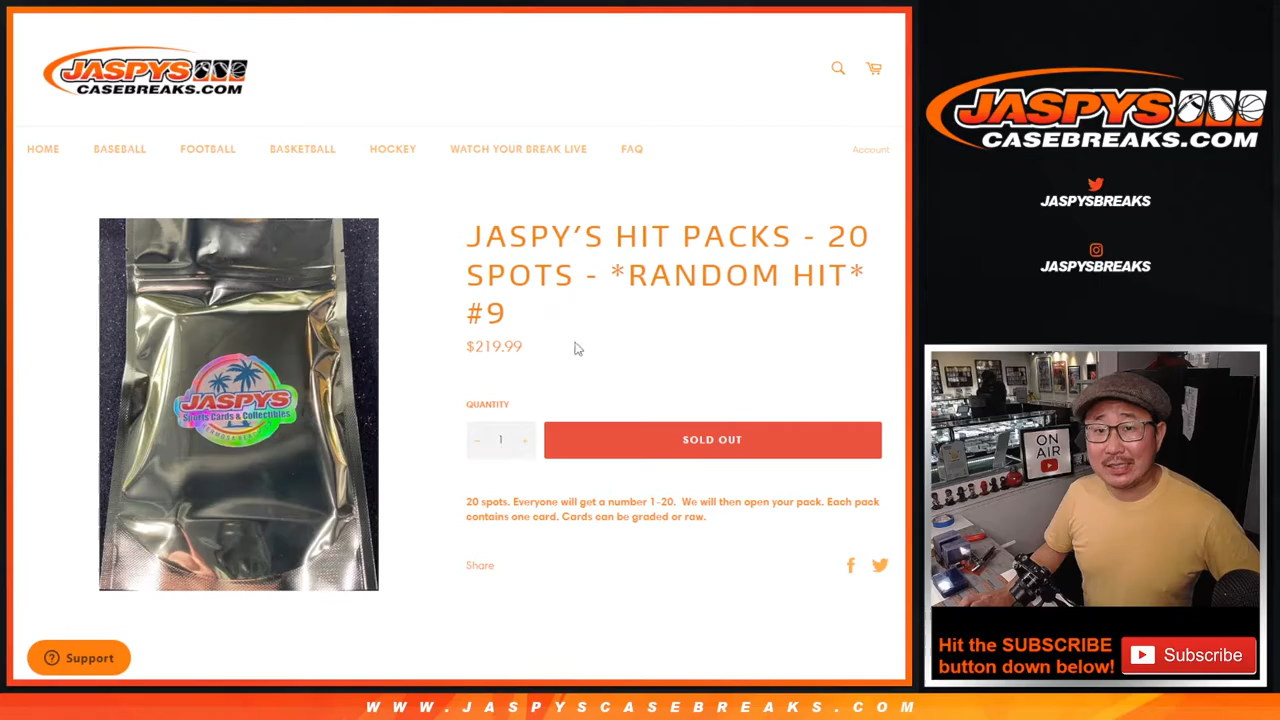 JASPYS
CASEBREAKS.COM
HOME BASEBALL FOOTBALL BASKETBALL HOCKEY WATCH YOUR BREAK LIVE FAQ Account
JASPYS
Sports Cards & Collectibles
JASPY'S HIT PACKS - 20
SPOTS - *RANDOM HIT*
#9
$219.99
QUANTITY
− 1 + SOLD OUT
20 spots. Everyone will get a number 1-20. We will then open your pack. Each pack
contains one card. Cards can be graded or raw.
Share
Support
JASPYS
CASEBREAKS.COM
JASPYSBREAKS
JASPYSBREAKS
ON
AIR
Hit the SUBSCRIBE
button down below!
Subscribe
WWW.JASPYSCASEBREAKS.COM